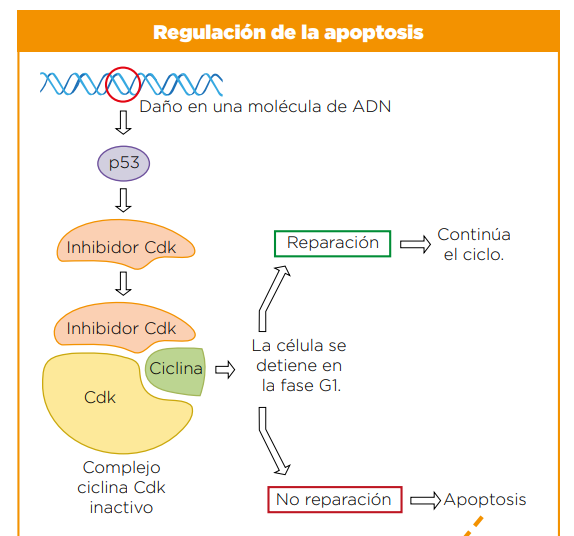 Regulación de la apoptosis
Daño en una molécula de ADN
p53
Inhibidor Cdk
Inhibidor Cdk
Ciclina
Cdk
Complejo
ciclina Cdk
inactivo
La célula se
detiene en
la fase G1.
Reparación
Continúa
el ciclo.
No reparación
Apoptosis